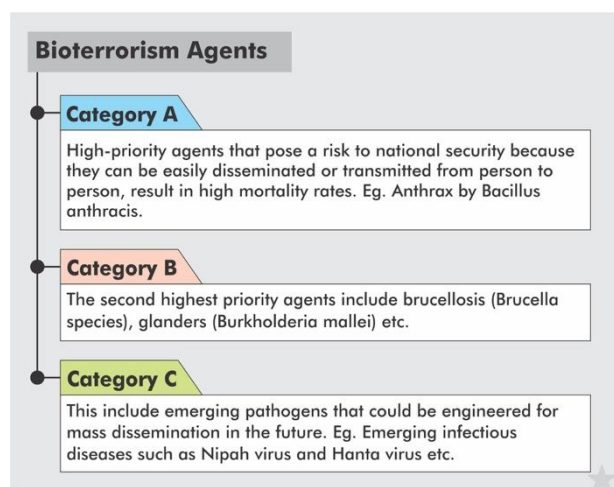 Bioterrorism Agents
Category A
High-priority agents that pose a risk to national security because
they can be easily disseminated or transmitted from person to
person, result in high mortality rates. Eg. Anthrax by Bacillus
anthracis.
Category B
The second highest priority agents include brucellosis (Brucella
species), glanders (Burkholderia mallei) etc.
Category C
This include emerging pathogens that could be engineered for
mass dissemination in the future. Eg. Emerging infectious
diseases such as Nipah virus and Hanta virus etc.